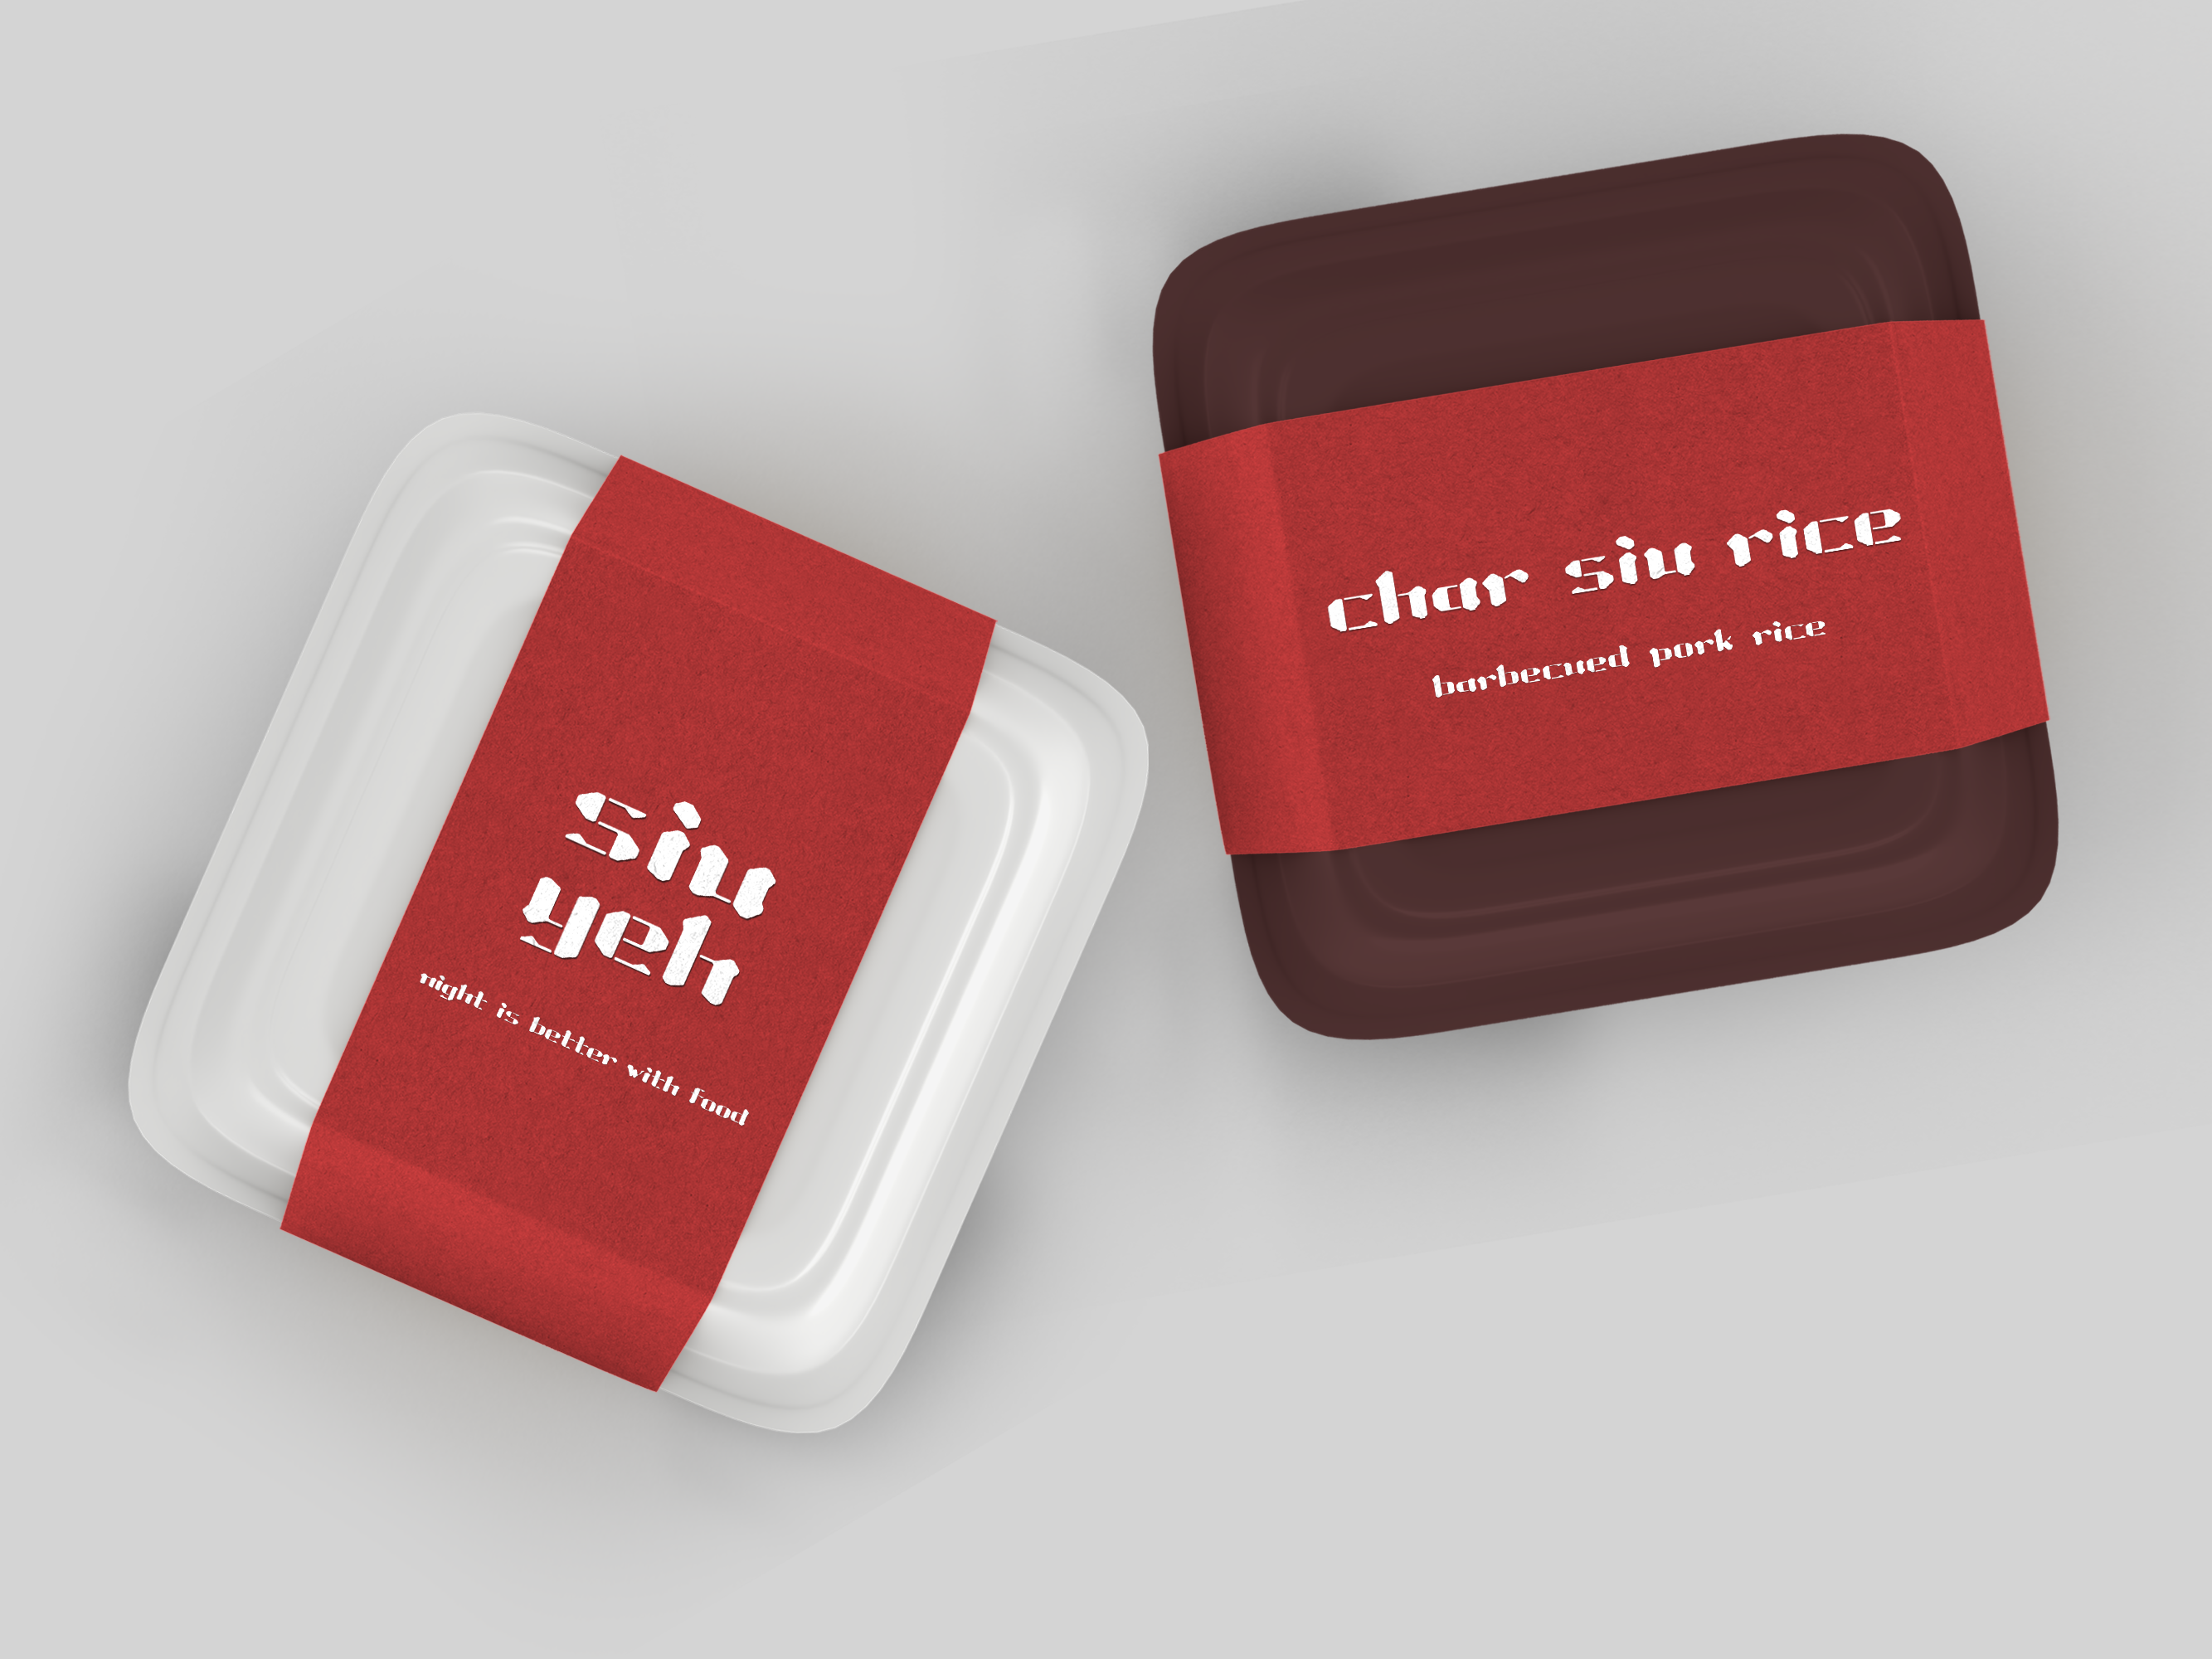 siu
yeh
night is better with food
char siu rice
barbecued pork rice